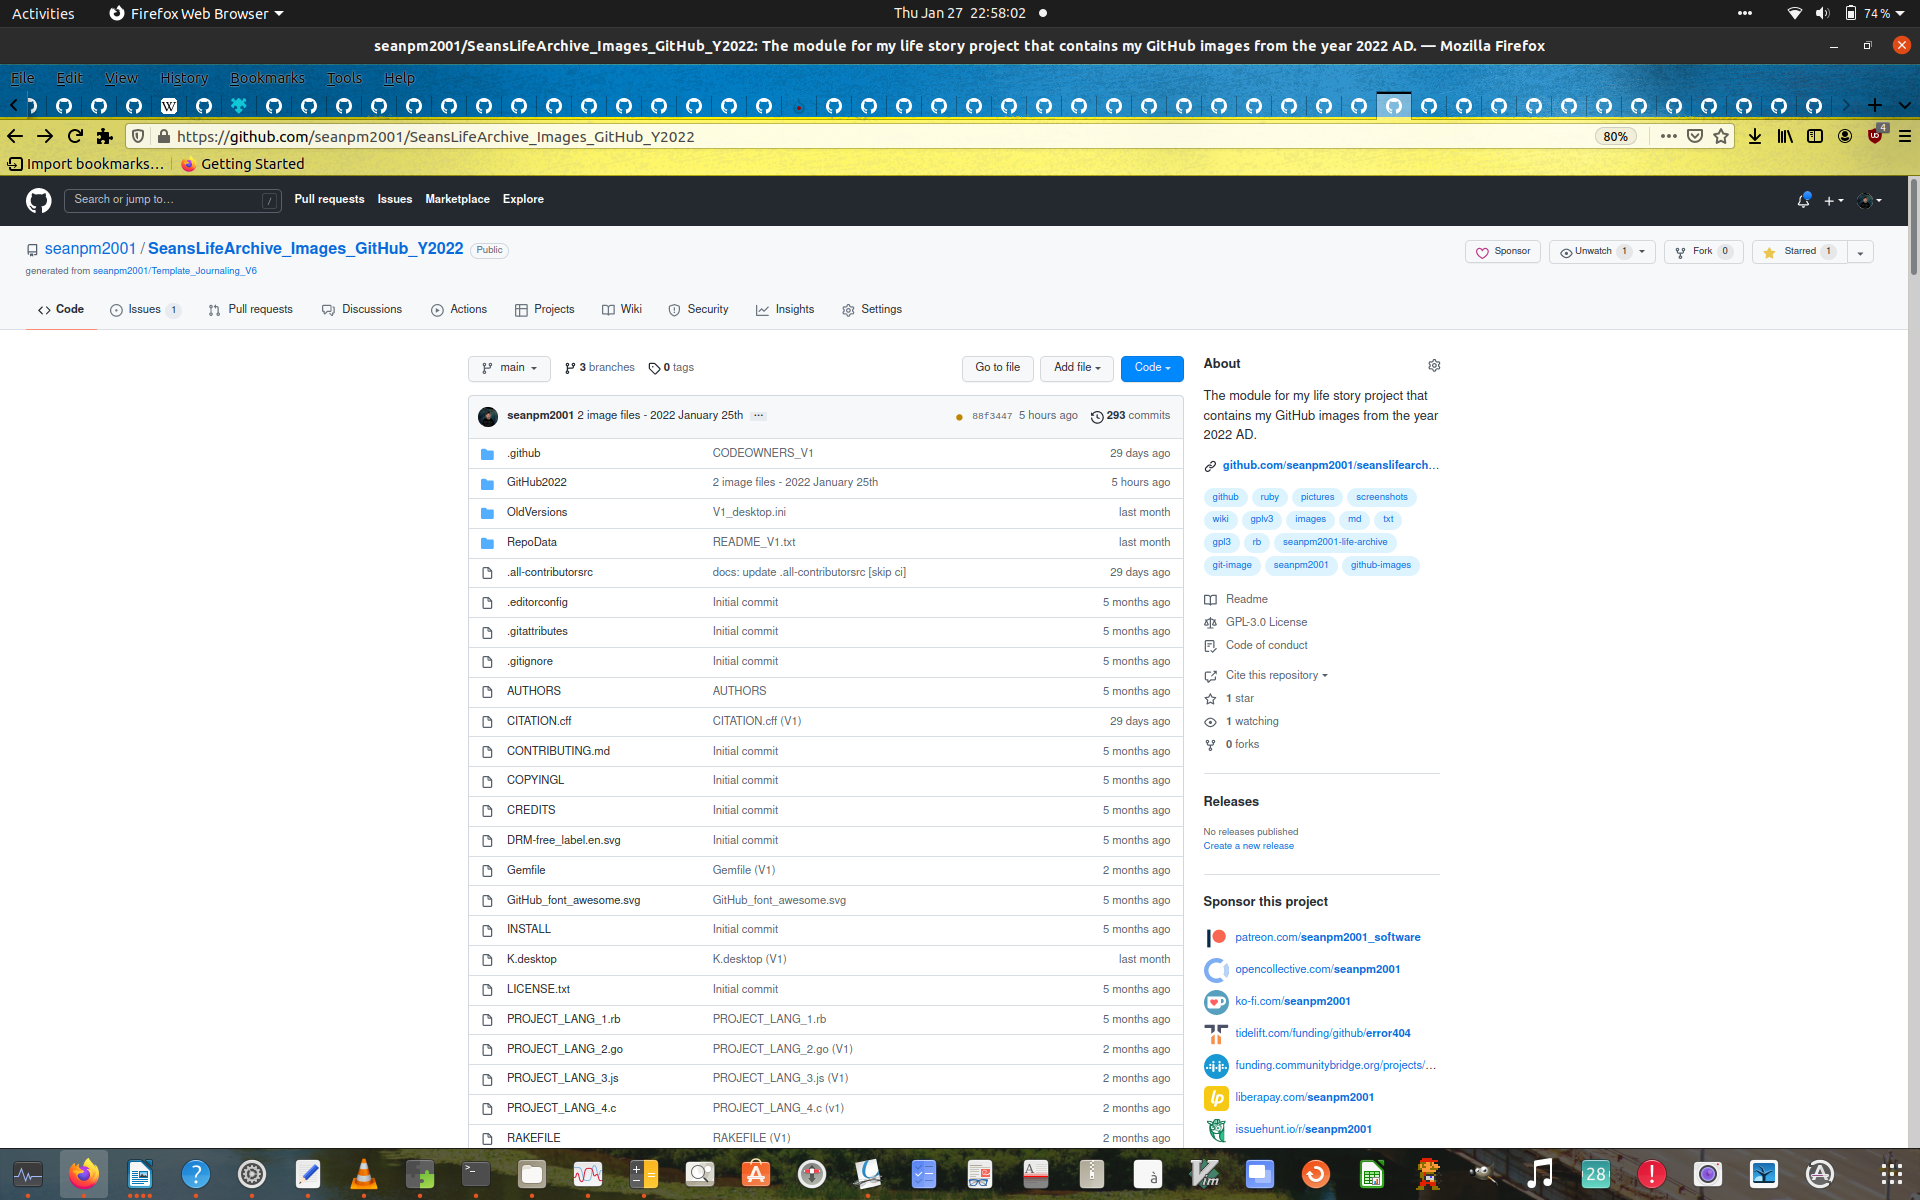 Activities Firefox Web Browser Thu Jan 27 22:58:02 74%
seanpm2001/SeansLifeArchive_Images_GitHub_Y2022: The module for my life story project that contains my GitHub images from the year 2022 AD. — Mozilla Firefox
File Edit View History Bookmarks Tools Help
https://github.com/seanpm2001/SeansLifeArchive_Images_GitHub_Y2022 80% 4
Import bookmarks... Getting Started
Search or jump to... / Pull requests Issues Marketplace Explore
seanpm2001 / SeansLifeArchive_Images_GitHub_Y2022 Public
Sponsor Unwatch 1 Fork 0 Starred 1
generated from seanpm2001/Template_Journaling_V6
Code Issues 1 Pull requests Discussions Actions Projects Wiki Security Insights Settings
main 3 branches 0 tags Go to file Add file Code
seanpm2001 2 image files - 2022 January 25th ... 88f3447 5 hours ago 293 commits
.github CODEOWNERS_V1 29 days ago
GitHub2022 2 image files - 2022 January 25th 5 hours ago
OldVersions V1_desktop.ini last month
RepoData README_V1.txt last month
.all-contributorsrc docs: update .all-contributorsrc [skip ci] 29 days ago
.editorconfig Initial commit 5 months ago
.gitattributes Initial commit 5 months ago
.gitignore Initial commit 5 months ago
AUTHORS AUTHORS 5 months ago
CITATION.cff CITATION.cff (V1) 29 days ago
CONTRIBUTING.md Initial commit 5 months ago
COPYINGL Initial commit 5 months ago
CREDITS Initial commit 5 months ago
DRM-free_label.en.svg Initial commit 5 months ago
Gemfile Gemfile (V1) 2 months ago
GitHub_font_awesome.svg GitHub_font_awesome.svg 5 months ago
INSTALL Initial commit 5 months ago
K.desktop K.desktop (V1) last month
LICENSE.txt Initial commit 5 months ago
PROJECT_LANG_1.rb PROJECT_LANG_1.rb 5 months ago
PROJECT_LANG_2.go PROJECT_LANG_2.go (V1) 2 months ago
PROJECT_LANG_3.js PROJECT_LANG_3.js (V1) 2 months ago
PROJECT_LANG_4.c PROJECT_LANG_4.c (v1) 2 months ago
RAKEFILE RAKEFILE (V1) 2 months ago
About
The module for my life story project that
contains my GitHub images from the year
2022 AD.
github.com/seanpm2001/seanslifearch...
github ruby pictures screenshots
wiki gplv3 images md txt
gpl3 rb seanpm2001-life-archive
git-image seanpm2001 github-images
Readme
GPL-3.0 License
Code of conduct
Cite this repository
1 star
1 watching
0 forks
Releases
No releases published
Create a new release
Sponsor this project
patreon.com/seanpm2001_software
opencollective.com/seanpm2001
ko-fi.com/seanpm2001
tidelift.com/funding/github/error404
funding.communitybridge.org/projects/...
liberapay.com/seanpm2001
issuehunt.io/r/seanpm2001
28